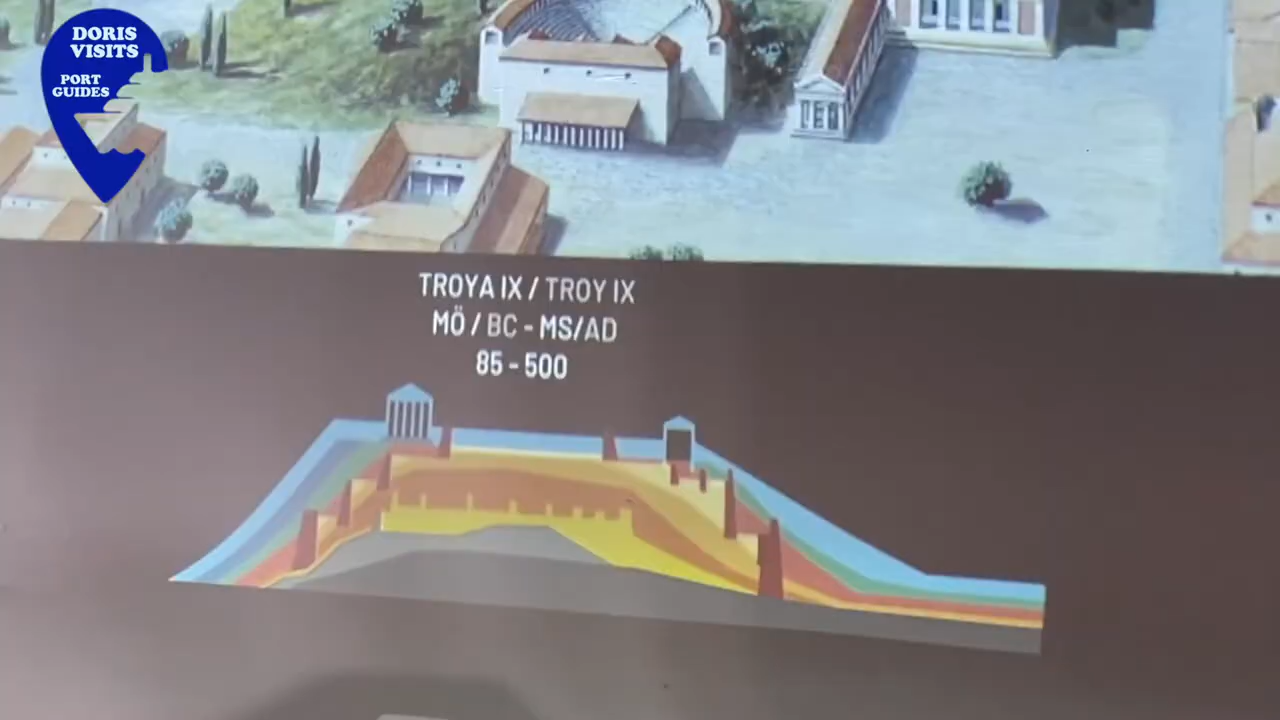 DORIS
VISITS
PORT
GUIDES
TROYA IX / TROY IX
MÖ / BC - MS/AD
85 - 500